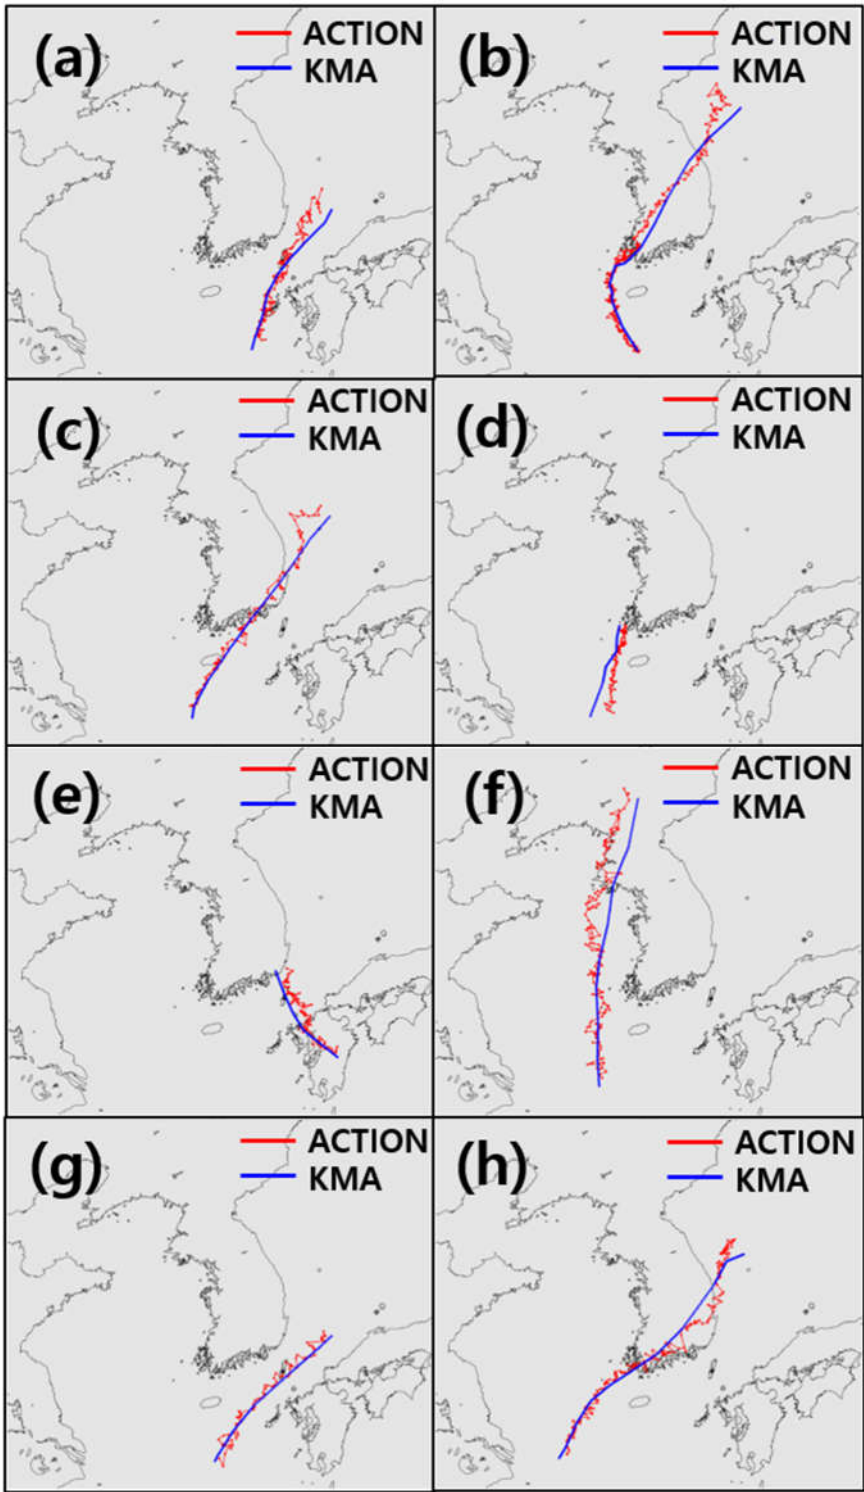 (a)
ACTION
KMA
(b)
ACTION
KMA
(c)
ACTION
KMA
(d)
ACTION
KMA
(e)
ACTION
KMA
(f)
ACTION
KMA
(g)
ACTION
KMA
(h)
ACTION
KMA